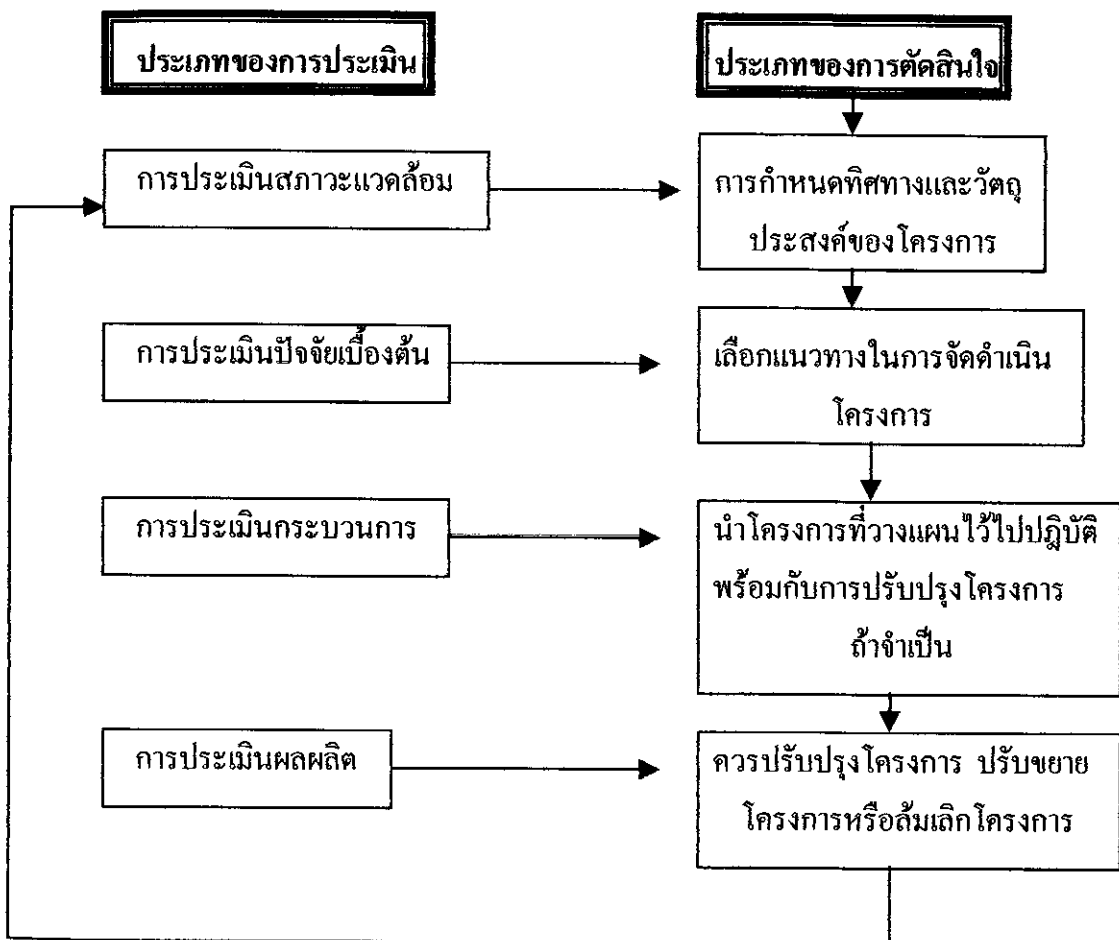 ประเภทของการประเมิน
ประเภทของการตัดสินใจ
การประเมินสภาวะแวดล้อม
การกำหนดทิศทางและวัตถุ
ประสงค์ของโครงการ
การประเมินปัจจัยเบื้องต้น
เลือกแนวทางในการจัดดำเนิน
โครงการ
การประเมินกระบวนการ
นำโครงการที่วางแผนไว้ไปปฎิบัติ
พร้อมกับการปรับปรุงโครงการ
ถ้าจำเป็น
การประเมินผลผลิต
ควรปรับปรุงโครงการ ปรับขยาย
โครงการหรือล้มเลิกโครงการ